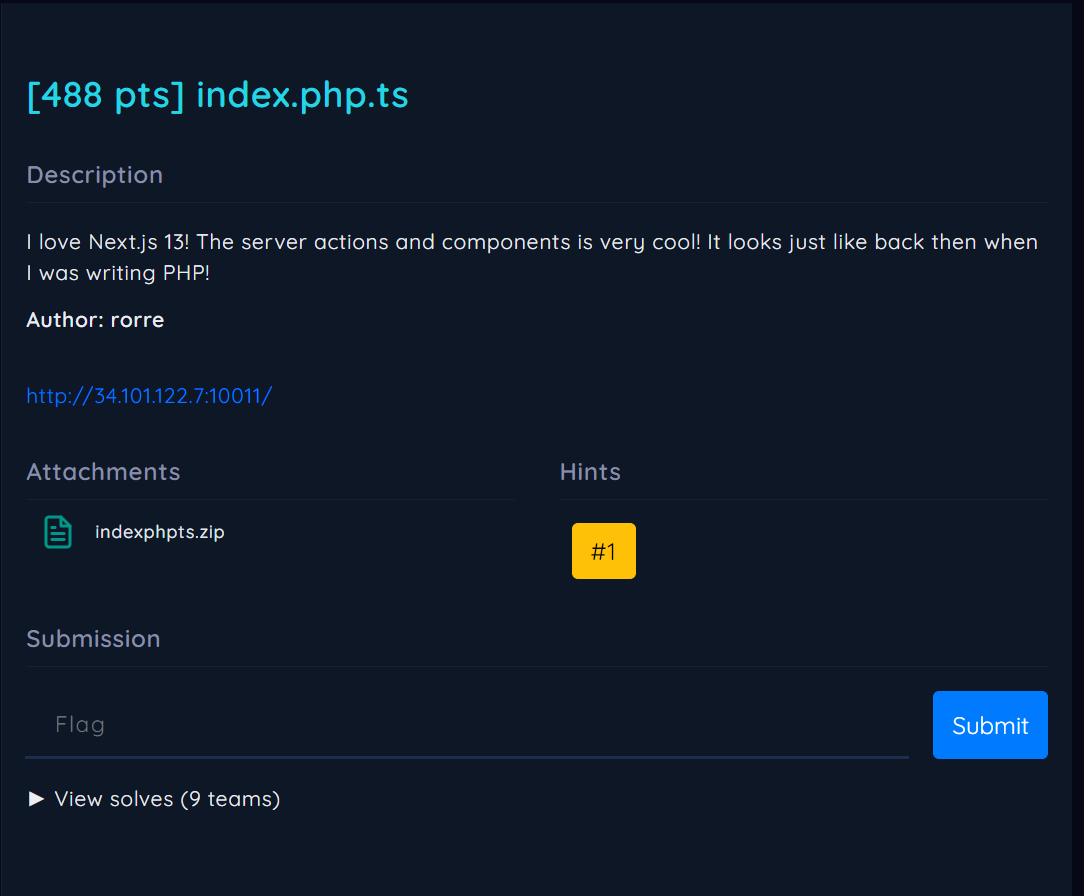 [488 pts] index.php.ts
Description
I love Next.js 13! The server actions and components is very cool! It looks just like back then when
I was writing PHP!
Author: rorre
http://34.101.122.7:10011/
Attachments
Hints
indexphpts.zip
#1
Submission
Flag
Submit
▶ View solves (9 teams)